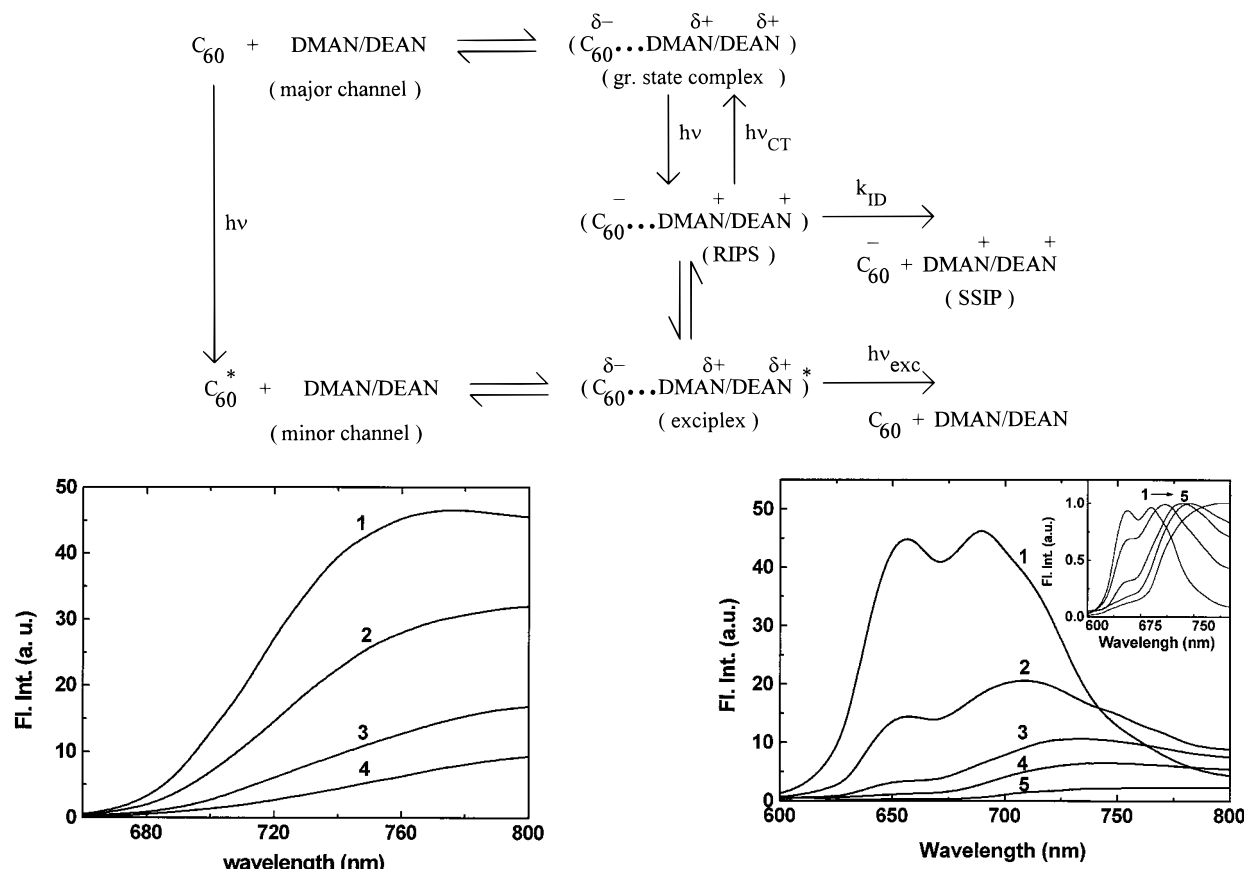 δ− δ+ δ+
C60 + DMAN/DEAN ( C60•••DMAN/DEAN )
( major channel ) ( gr. state complex )
hν hνCT
hν
− + +
( C60•••DMAN/DEAN ) kID
( RIPS )
− + +
C60 + DMAN/DEAN
( SSIP )
δ− δ+ δ+
C60* + DMAN/DEAN ( C60•••DMAN/DEAN )* hνexc
( minor channel ) ( exciplex )
C60 + DMAN/DEAN
Fl. Int. (a. u.)
50
40
30
20
10
0
1
2
3
4
680 720 760 800
wavelength (nm)
Fl. Int. (a.u.)
50
40
30
20
10
0
1
2
3
4
5
600 650 700 750 800
Wavelength (nm)
Fl. Int. (a.u.)
1.0
0.5
0.0
1 → 5
600 675 750
Wavelength (nm)